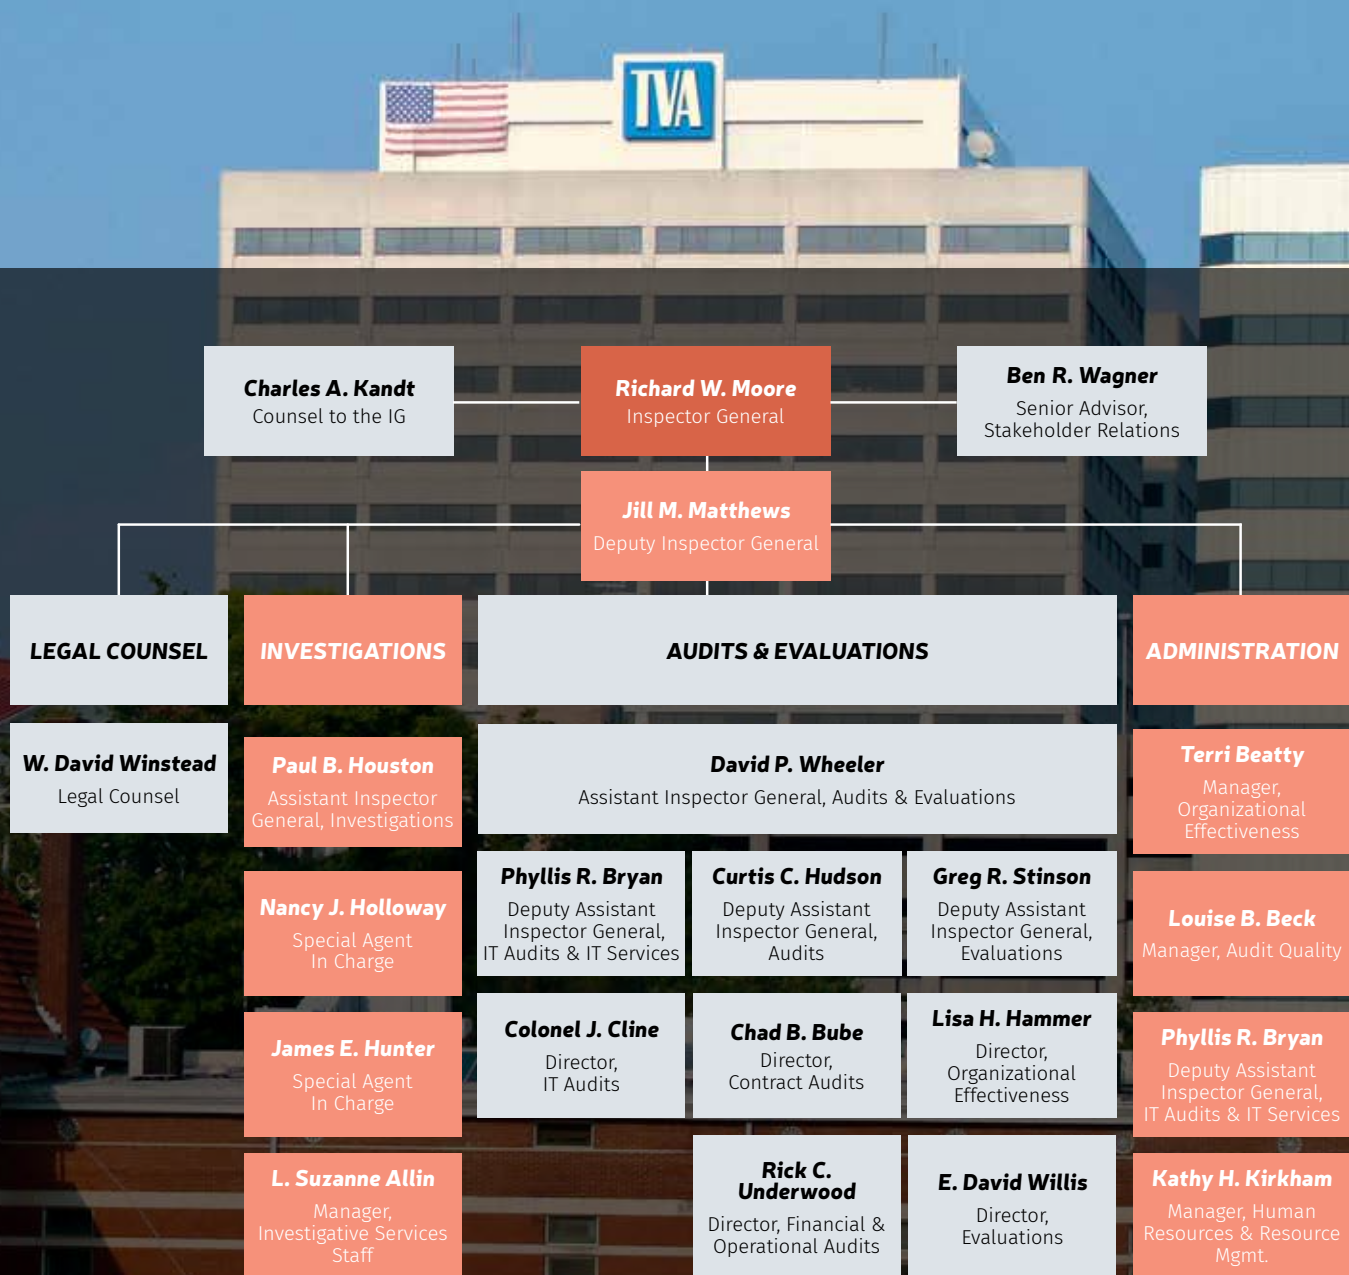 TVA
Charles A. Kandt
Counsel to the IG
Richard W. Moore
Inspector General
Ben R. Wagner
Senior Advisor,
Stakeholder Relations
Jill M. Matthews
Deputy Inspector General
LEGAL COUNSEL
INVESTIGATIONS
AUDITS & EVALUATIONS
ADMINISTRATION
W. David Winstead
Legal Counsel
Paul B. Houston
Assistant Inspector
General, Investigations
Nancy J. Holloway
Special Agent
In Charge
James E. Hunter
Special Agent
In Charge
L. Suzanne Allin
Manager,
Investigative Services
Staff
David P. Wheeler
Assistant Inspector General, Audits & Evaluations
Phyllis R. Bryan
Deputy Assistant
Inspector General,
IT Audits & IT Services
Colonel J. Cline
Director,
IT Audits
Curtis C. Hudson
Deputy Assistant
Inspector General,
Audits
Chad B. Bube
Director,
Contract Audits
Rick C.
Underwood
Director, Financial &
Operational Audits
Greg R. Stinson
Deputy Assistant
Inspector General,
Evaluations
Lisa H. Hammer
Director,
Organizational
Effectiveness
E. David Willis
Director,
Evaluations
Terri Beatty
Manager,
Organizational
Effectiveness
Louise B. Beck
Manager, Audit Quality
Phyllis R. Bryan
Deputy Assistant
Inspector General,
IT Audits & IT Services
Kathy H. Kirkham
Manager, Human
Resources & Resource
Mgmt.